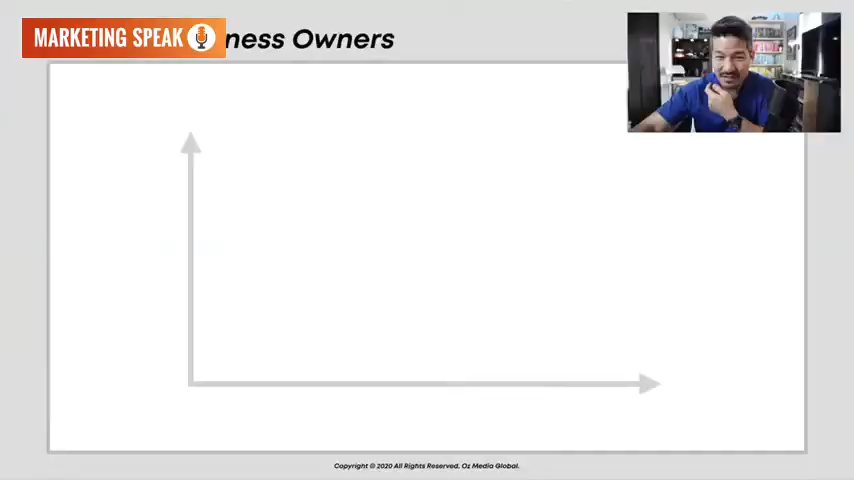 MARKETING SPEAK
ness Owners
Copyright © 2020 All Rights Reserved. Oz Media Global.